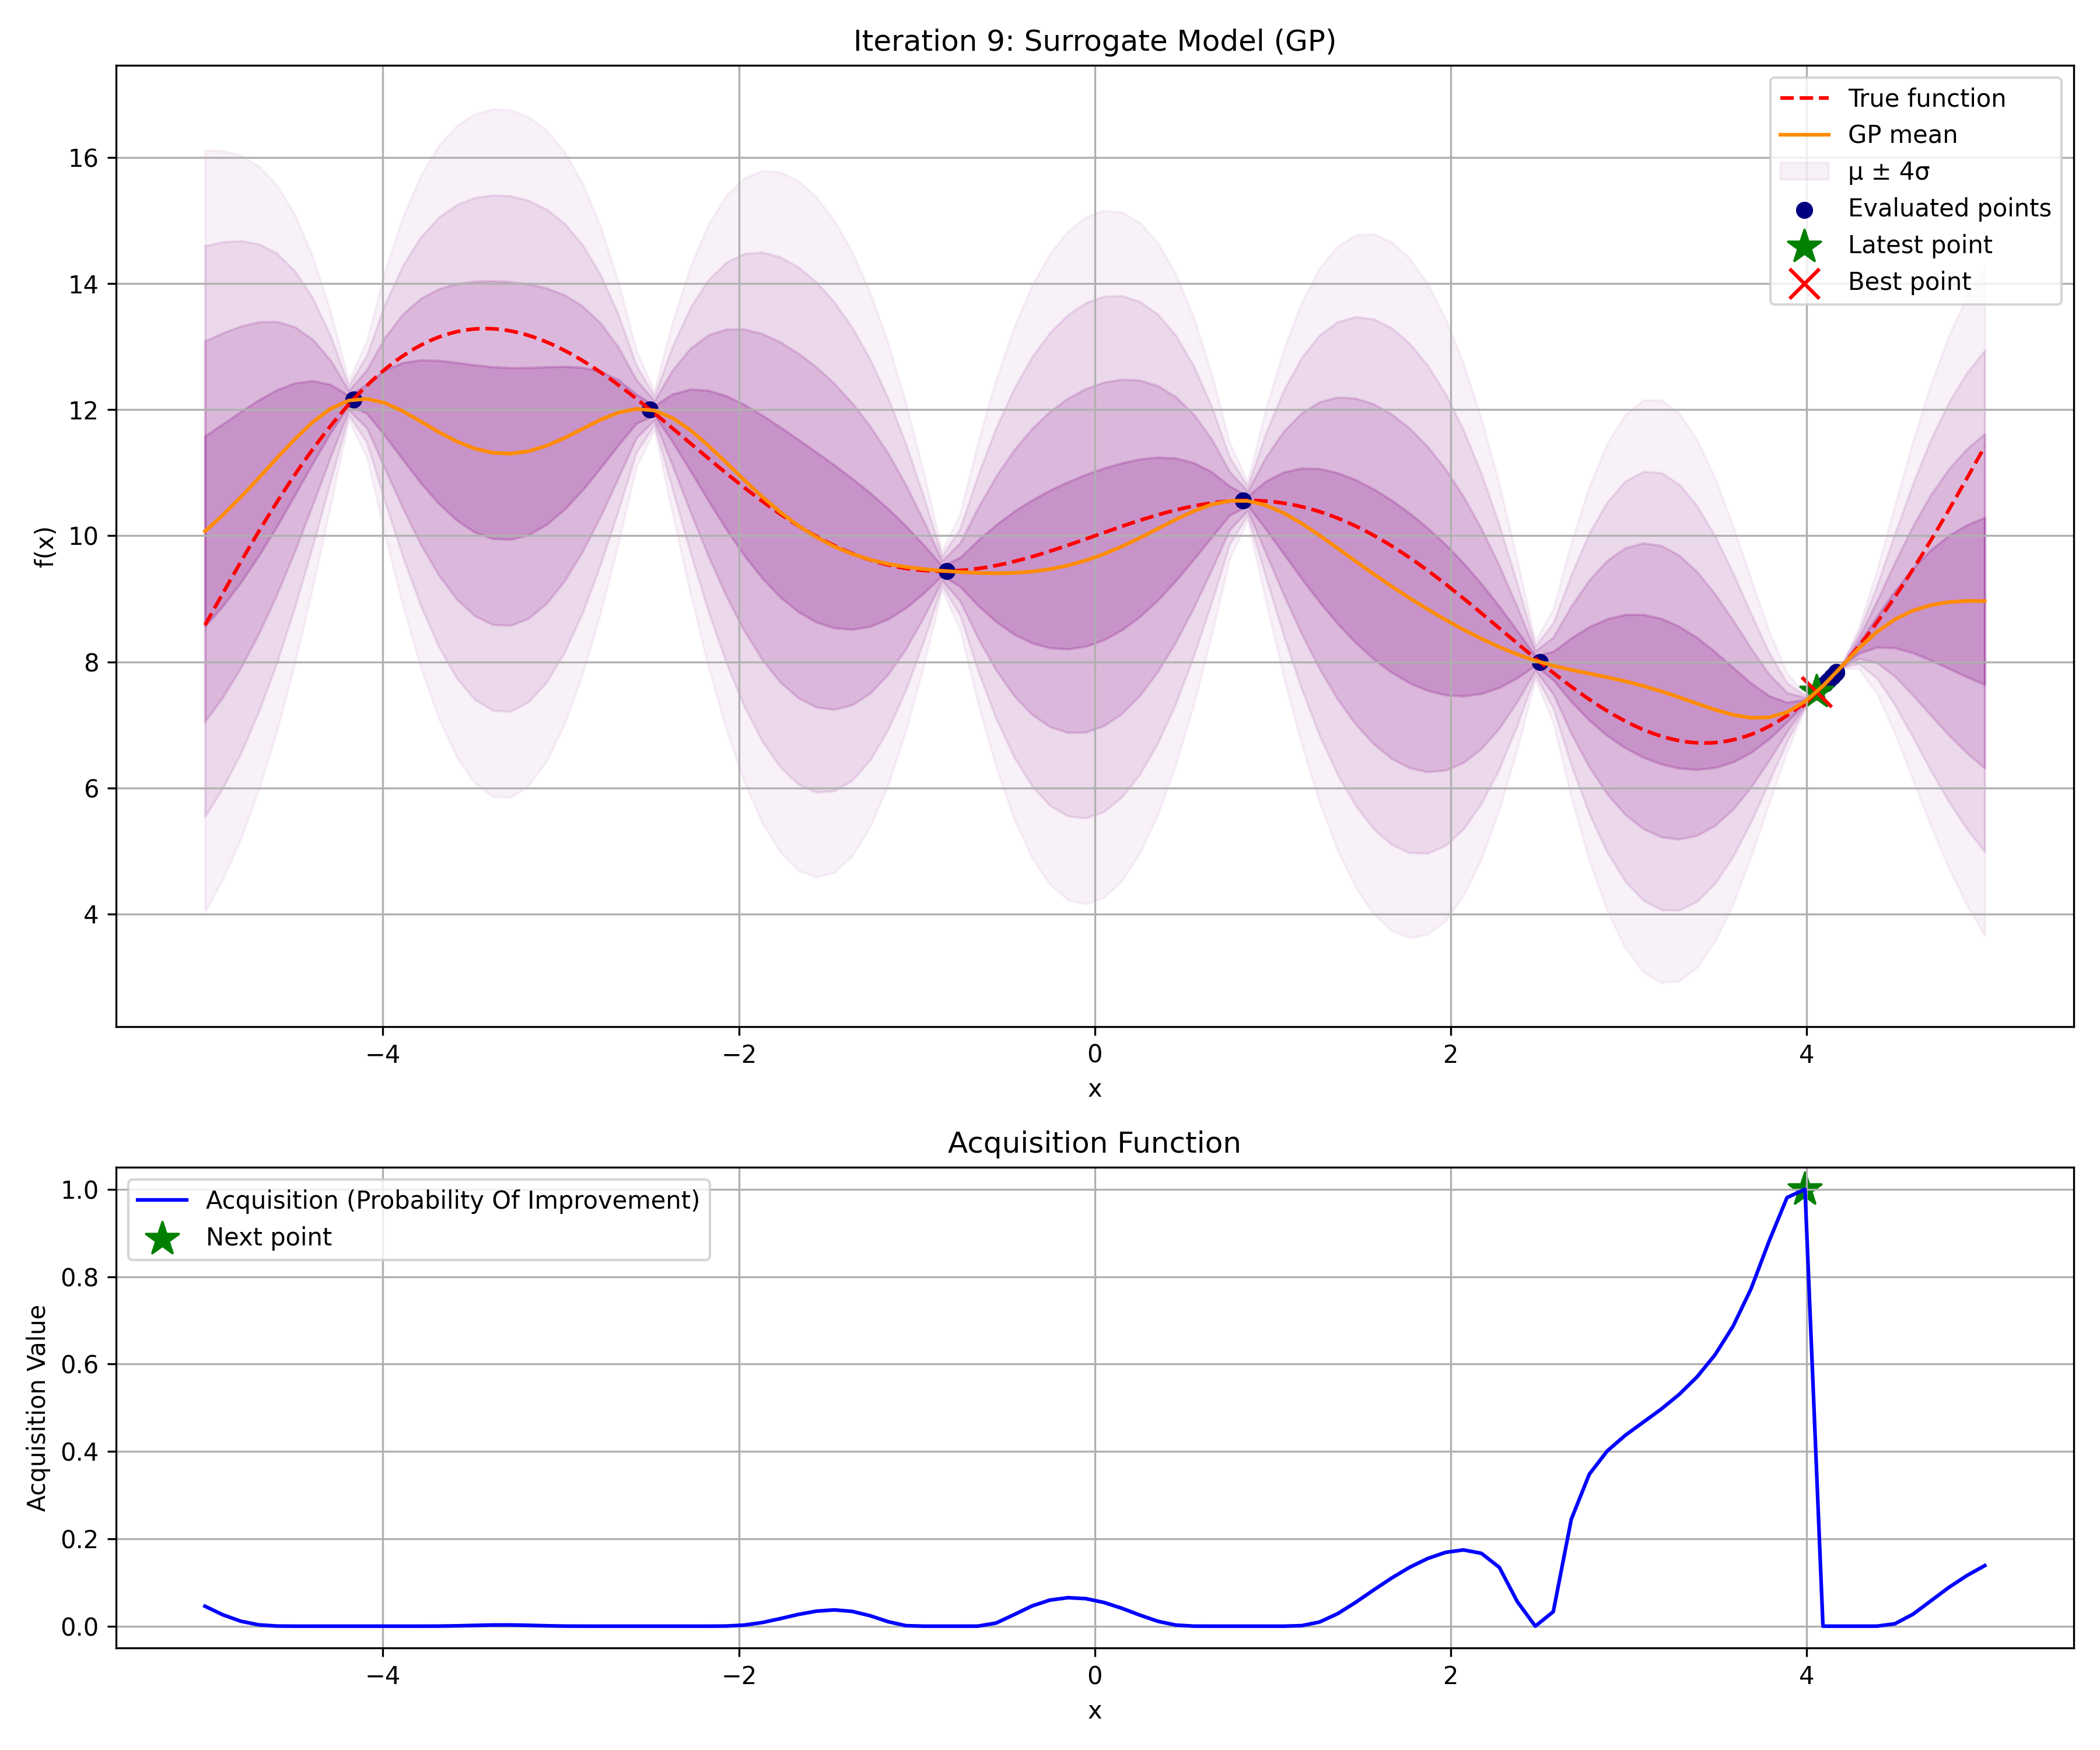 Iteration 9: Surrogate Model (GP)
True function
GP mean
μ ± 4σ
Evaluated points
Latest point
Best point
f(x)
16
14
12
10
8
6
4
−4
−2
0
2
4
x
Acquisition Function
Acquisition (Probability Of Improvement)
Next point
Acquisition Value
1.0
0.8
0.6
0.4
0.2
0.0
−4
−2
0
2
4
x